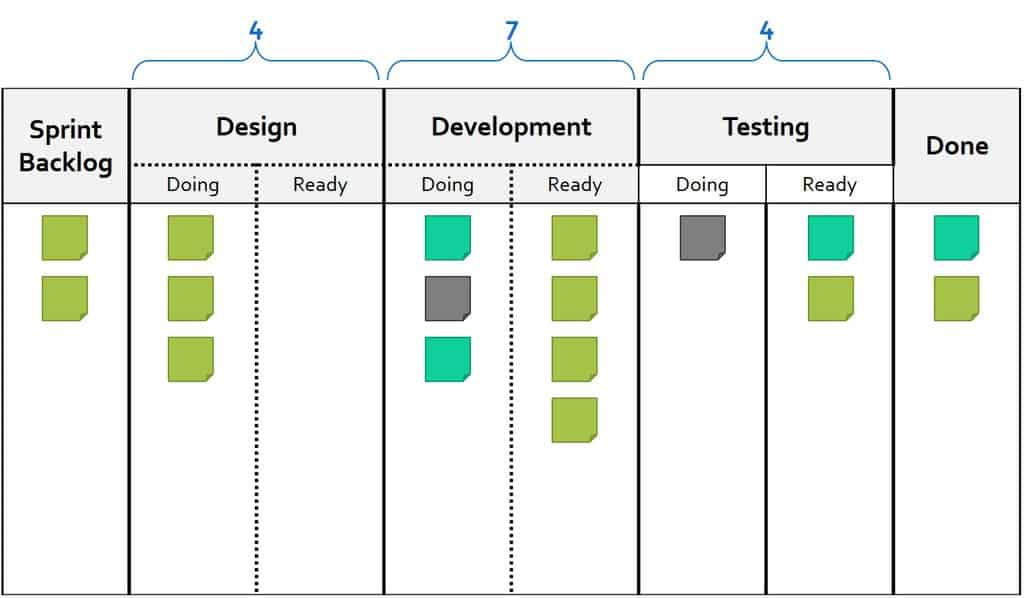 4
7
4
Sprint
Backlog
Design
Development
Testing
Done
Doing
Ready
Doing
Ready
Doing
Ready